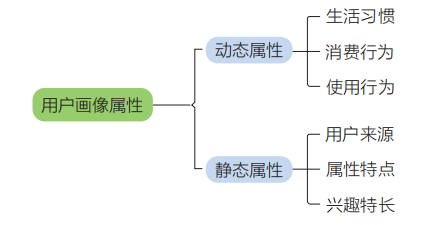 用户画像属性
动态属性
生活习惯
消费行为
使用行为
静态属性
用户来源
属性特点
兴趣特长